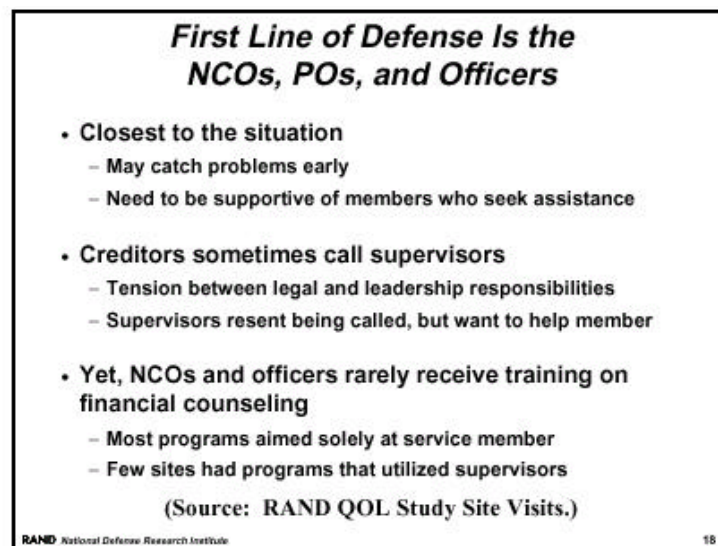 First Line of Defense Is the
NCOs, POs, and Officers
• Closest to the situation
– May catch problems early
– Need to be supportive of members who seek assistance
• Creditors sometimes call supervisors
– Tension between legal and leadership responsibilities
– Supervisors resent being called, but want to help member
• Yet, NCOs and officers rarely receive training on
financial counseling
– Most programs aimed solely at service member
– Few sites had programs that utilized supervisors
(Source: RAND QOL Study Site Visits.)
RAND National Defense Research Institute 18